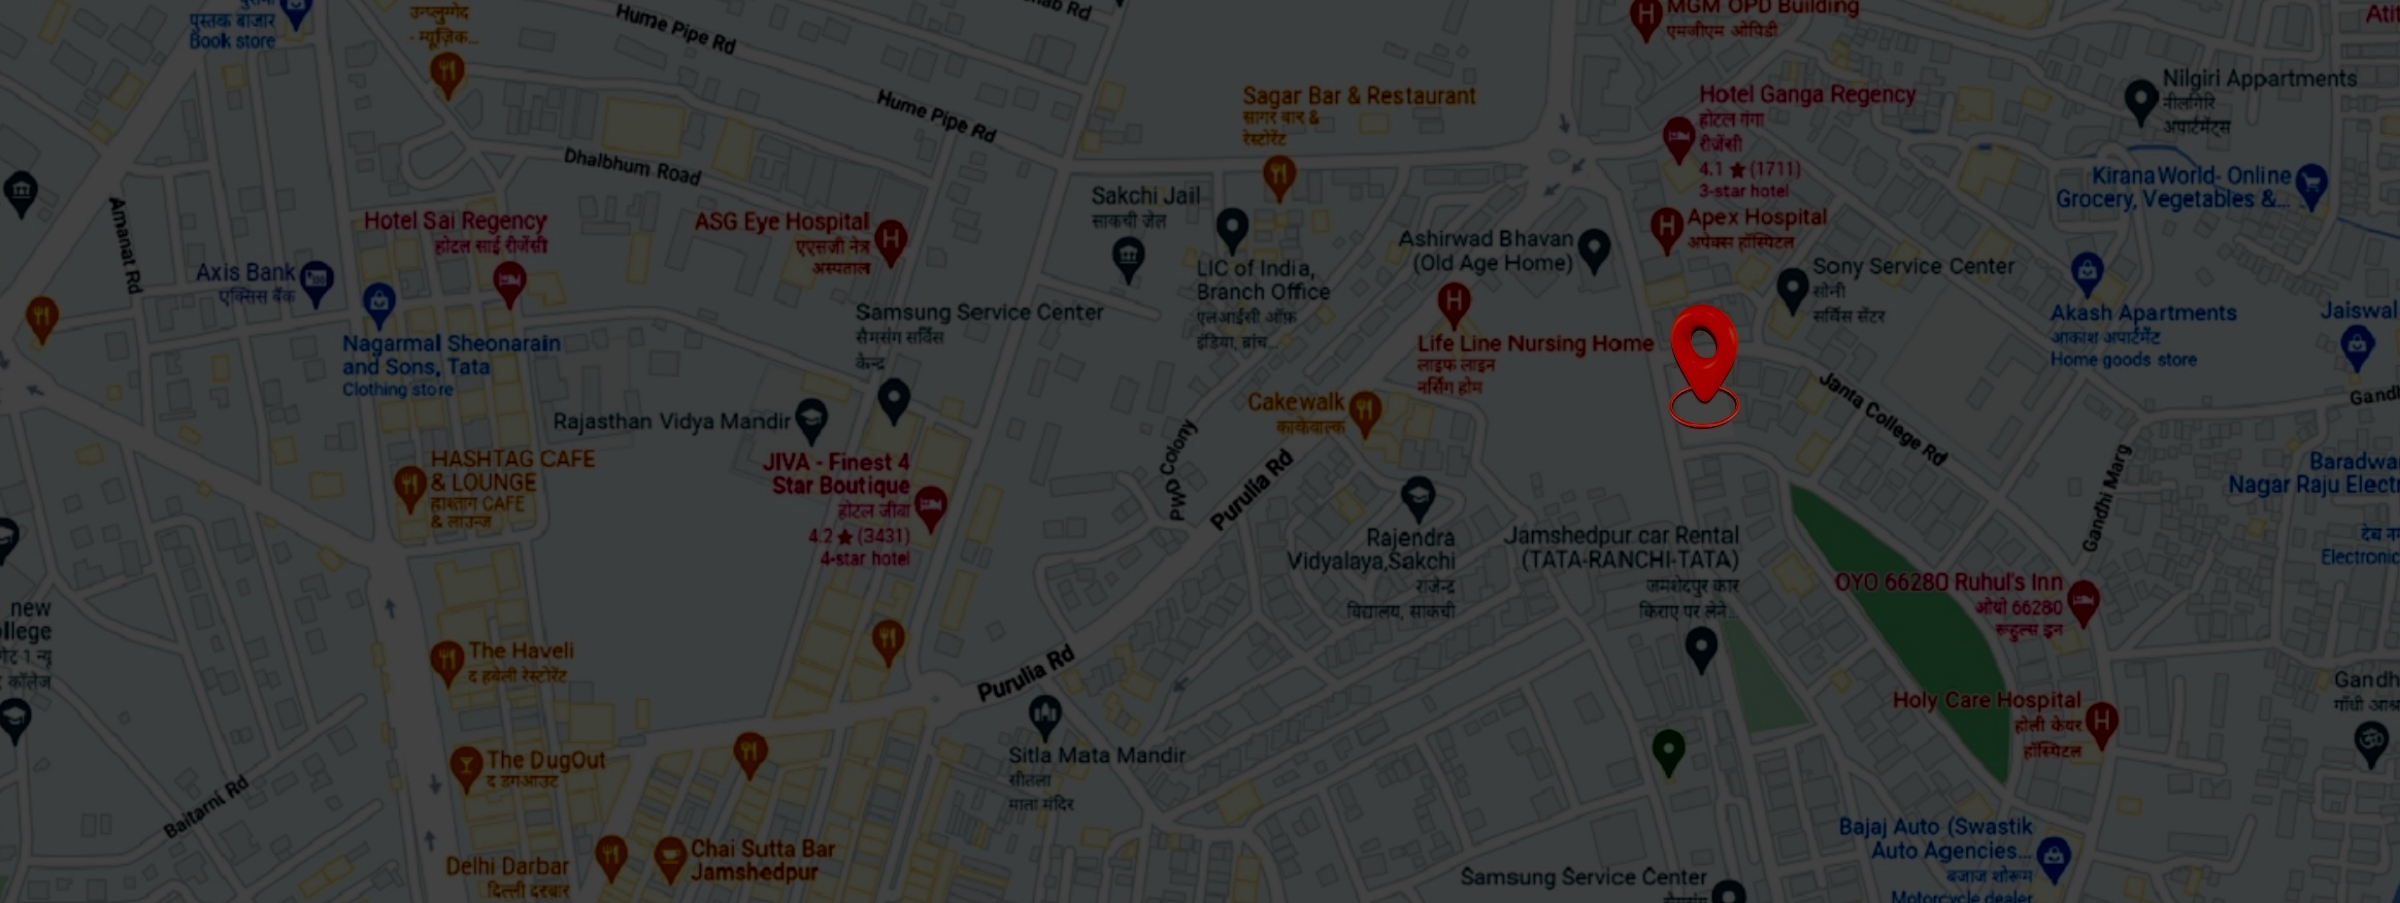 पुस्तक बाजार
Book store
उन्प्लुग्गेद
- म्यूज़िक...
Hume Pipe Rd
Hume Pipe Rd
Dhalbhum Road
Amanat Rd
Hotel Sai Regency
होटल साई रीजेंसी
Axis Bank
एक्सिस बैंक
Nagarmal Sheonarain
and Sons, Tata
Clothing store
ASG Eye Hospital
एएसजी नेत्र
अस्पताल
Samsung Service Center
सैमसंग सर्विस
केन्द्र
Rajasthan Vidya Mandir
JIVA - Finest 4
Star Boutique
होटल जीवा
4.2 ★ (3431)
4-star hotel
HASHTAG CAFE
& LOUNGE
हाश्ताग CAFE
& लाउन्ज
new
The Haveli
द हवेली रेस्टोरेंट
The DugOut
द डगआउट
Baitarni Rd
Delhi Darbar
दिल्ली दरबार
Chai Sutta Bar
Jamshedpur
Sagar Bar & Restaurant
सागर बार &
रेस्टोरेंट
Sakchi Jail
साकची जेल
LIC of India,
Branch Office
एलआईसी ऑफ़
इंडिया, ब्रांच...
Ashirwad Bhavan
(Old Age Home)
Life Line Nursing Home
लाइफ लाइन
नर्सिंग होम
Cakewalk
काकेवाल्क
PWD Colony
Purulia Rd
Purulia Rd
Rajendra
Vidyalaya,Sakchi
राजेन्द्र
विद्यालय, साकची
Jamshedpur car Rental
(TATA-RANCHI-TATA)
जमशेदपुर कार
किराए पर लेने...
Sitla Mata Mandir
सीतला
माता मंदिर
Samsung Service Center
MGM OPD Building
एमजीएम ओपिडी
Hotel Ganga Regency
होटल गंगा
रीजेंसी
4.1 ★ (1711)
3-star hotel
Apex Hospital
अपेक्स हॉस्पिटल
Sony Service Center
सोनी
सर्विस सेंटर
Janta College Rd
Nilgiri Appartments
नीलगिरि
अपार्टमेंट्स
KiranaWorld- Online
Grocery, Vegetables &...
Akash Apartments
आकाश अपार्टमेंट
Home goods store
Jaiswal
Gandhi Marg
Nagar Raju Electr
OYO 66280 Ruhul's Inn
ओयो 66280
रूहुल्स इन
Holy Care Hospital
होली केयर
हॉस्पिटल
Bajaj Auto (Swastik
Auto Agencies...
बजाज शोरूम
Motorcycle dealer